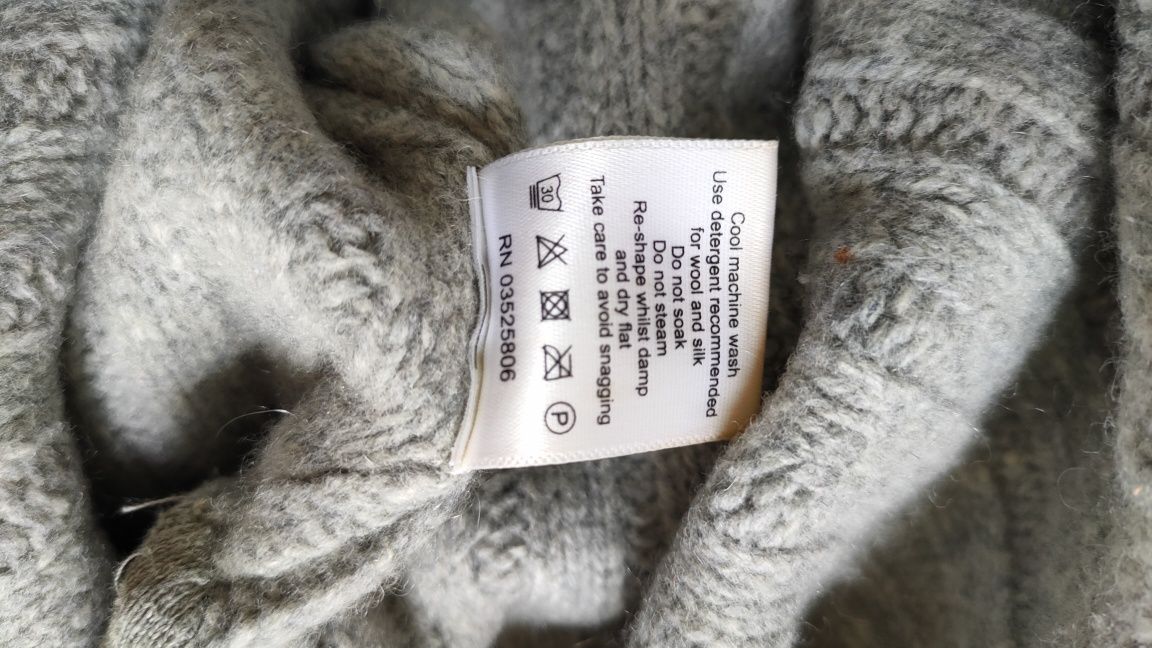 Cool machine wash
Use detergent recommended
for wool and silk
Do not soak
Do not steam
Re-shape whilst damp
and dry flat
Take care to avoid snagging
30
P
RN 03525806